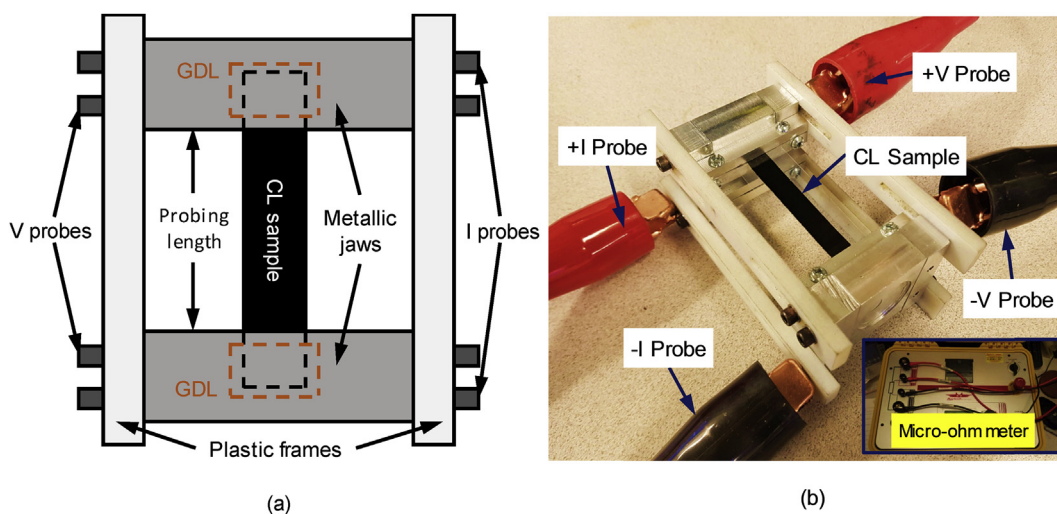 GDL
V probes
Probing
length
CL sample
Metallic
jaws
I probes
GDL
Plastic frames
(a)
+V Probe
+I Probe
CL Sample
-V Probe
-I Probe
Micro-ohm meter
(b)